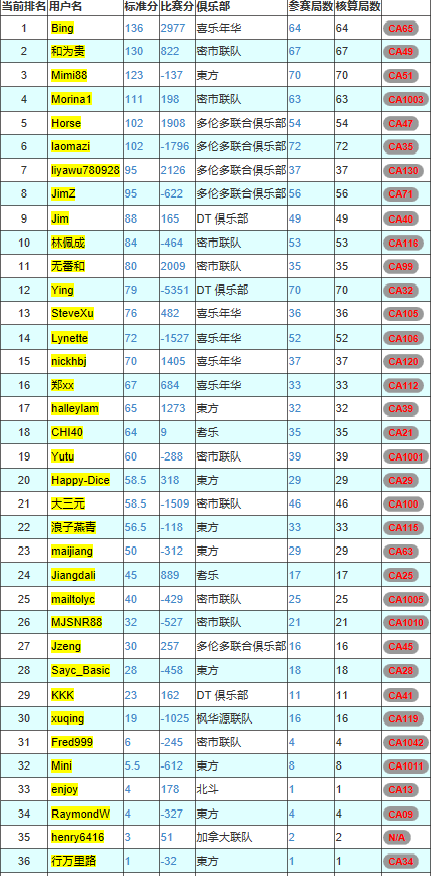 当前排名 用户名 标准分 比赛分 俱乐部 参赛局数 核算局数
1 Bing 136 2977 喜乐年华 64 64 CA65
2 和为贵 130 822 密市联队 67 67 CA49
3 Mimi88 123 -137 東方 70 70 CA51
4 Morina1 111 198 密市联队 63 63 CA1003
5 Horse 102 1908 多伦多联合俱乐部 54 54 CA47
6 laomazi 102 -1796 多伦多联合俱乐部 72 72 CA35
7 liyawu780928 95 2126 多伦多联合俱乐部 37 37 CA130
8 JimZ 95 -622 多伦多联合俱乐部 56 56 CA71
9 Jim 88 165 DT 俱乐部 49 49 CA40
10 林佩成 84 -464 密市联队 53 53 CA116
11 无番和 80 2009 密市联队 35 35 CA99
12 Ying 79 -5351 DT 俱乐部 70 70 CA32
13 SteveXu 76 482 喜乐年华 36 36 CA105
14 Lynette 72 -1527 喜乐年华 52 52 CA106
15 nickhbj 70 1405 喜乐年华 37 37 CA120
16 郑xx 67 684 喜乐年华 33 33 CA112
17 halleylam 65 1273 東方 32 32 CA39
18 CHI40 64 9 耆乐 35 35 CA21
19 Yutu 60 -288 密市联队 39 39 CA1001
20 Happy-Dice 58.5 318 東方 29 29 CA29
21 大三元 58.5 -1509 密市联队 46 46 CA100
22 浪子燕青 56.5 -118 東方 33 33 CA115
23 maijiang 50 -312 東方 29 29 CA63
24 Jiangdali 45 889 耆乐 17 17 CA25
25 mailtolyc 40 -429 密市联队 25 25 CA1005
26 MJSNR88 32 -527 密市联队 21 21 CA1010
27 Jzeng 30 257 多伦多联合俱乐部 16 16 CA45
28 Sayc_Basic 28 -458 東方 18 18 CA28
29 KKK 23 162 DT 俱乐部 11 11 CA41
30 xuqing 19 -1025 枫华源联队 16 16 CA119
31 Fred999 6 -245 密市联队 4 4 CA1042
32 Mini 5.5 -612 東方 8 8 CA1011
33 enjoy 4 178 北斗 1 1 CA13
34 RaymondW 4 -327 東方 4 4 CA09
35 henry6416 3 51 加拿大联队 2 2 N/A
36 行万里路 1 -32 東方 1 1 CA34